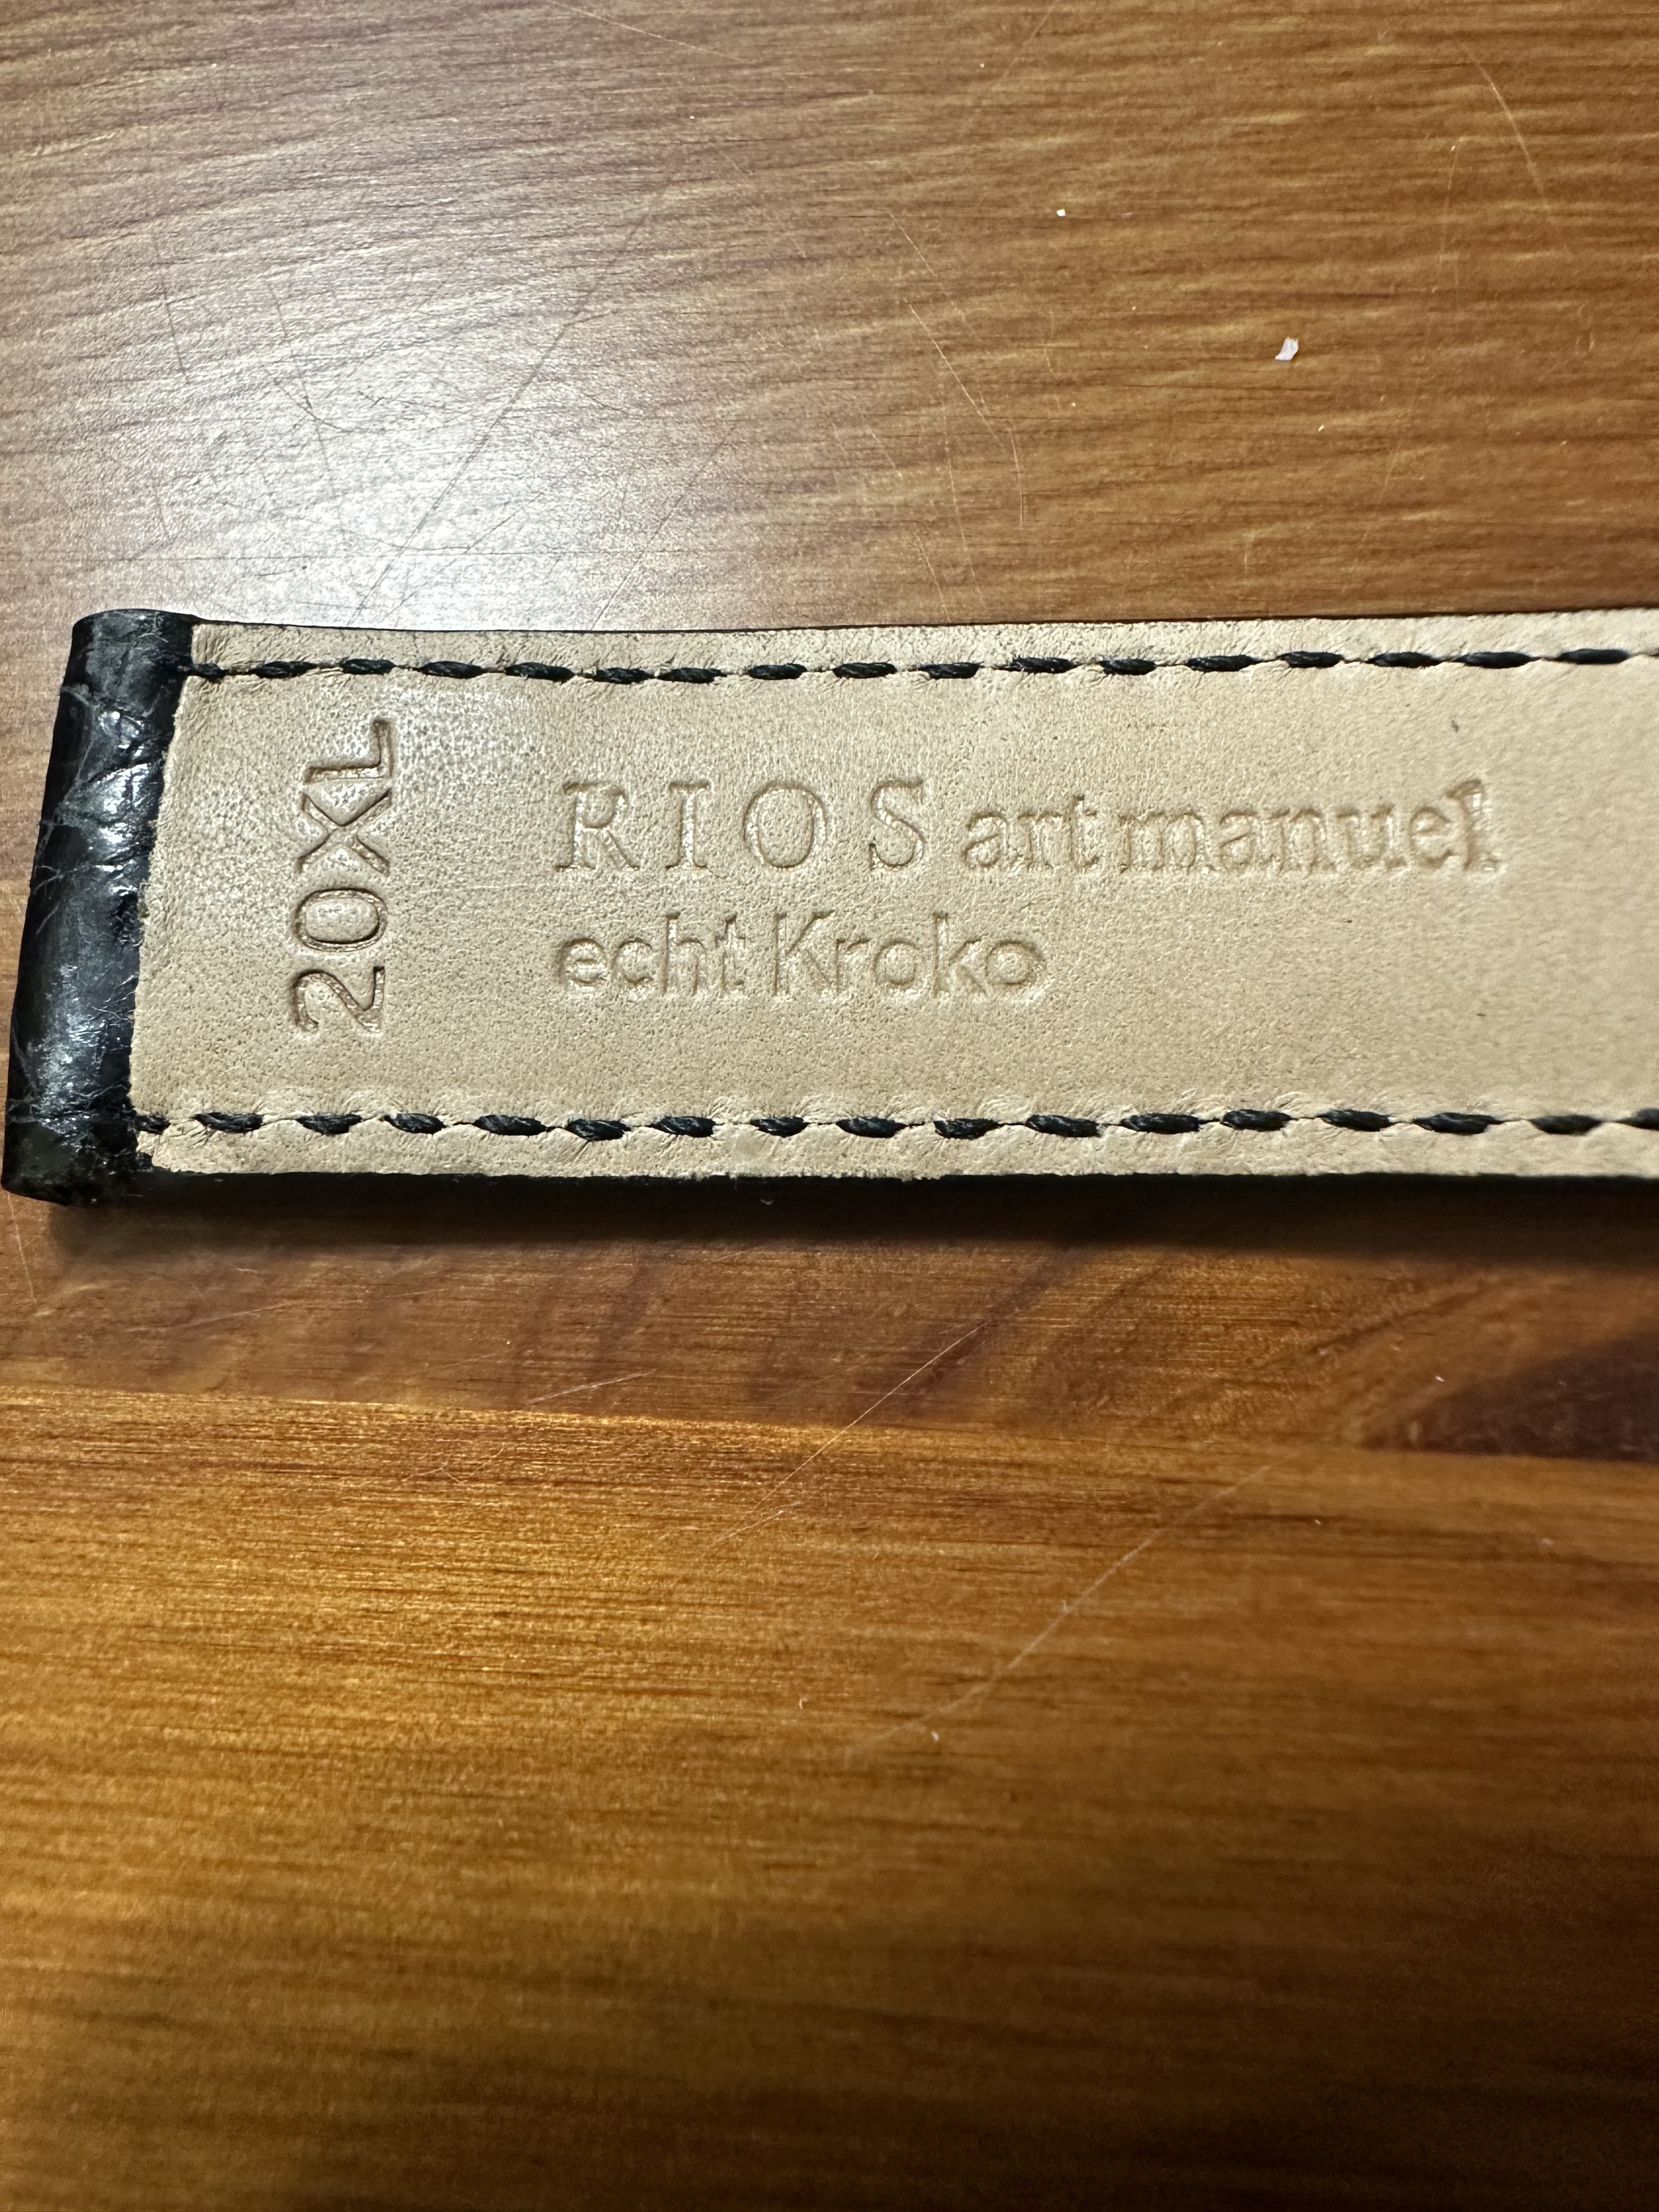 20XL
RIOS art manuel
echt Kroko